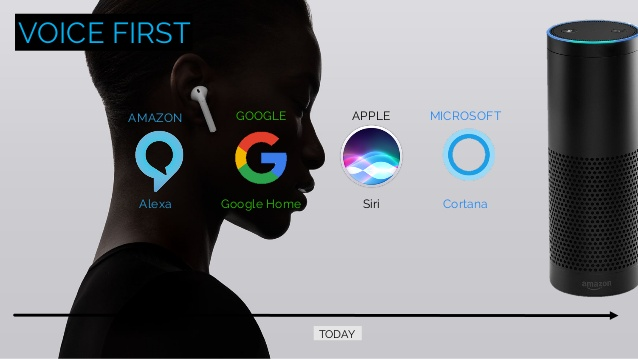 VOICE FIRST
AMAZON
GOOGLE
APPLE
MICROSOFT
Alexa
Google Home
Siri
Cortana
amazon
TODAY